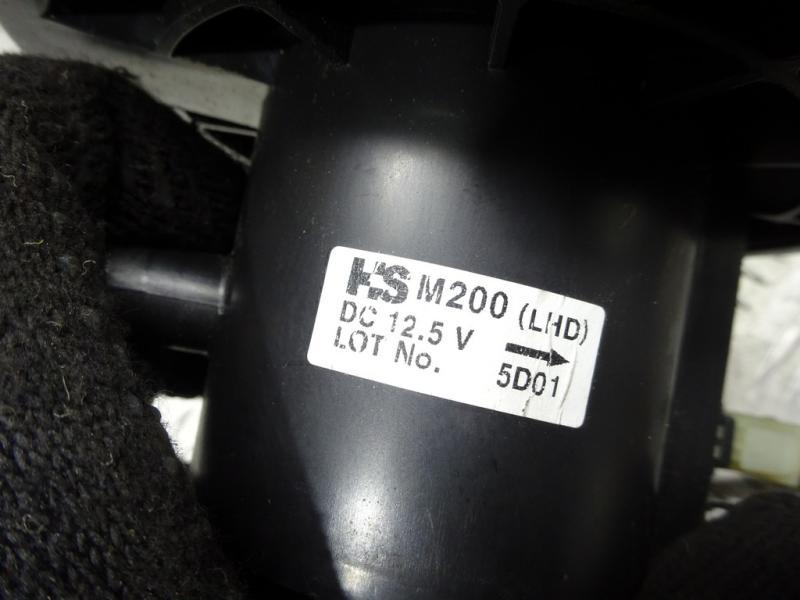 HS M200 (LHD)
DC 12.5 V
LOT No. 5D01